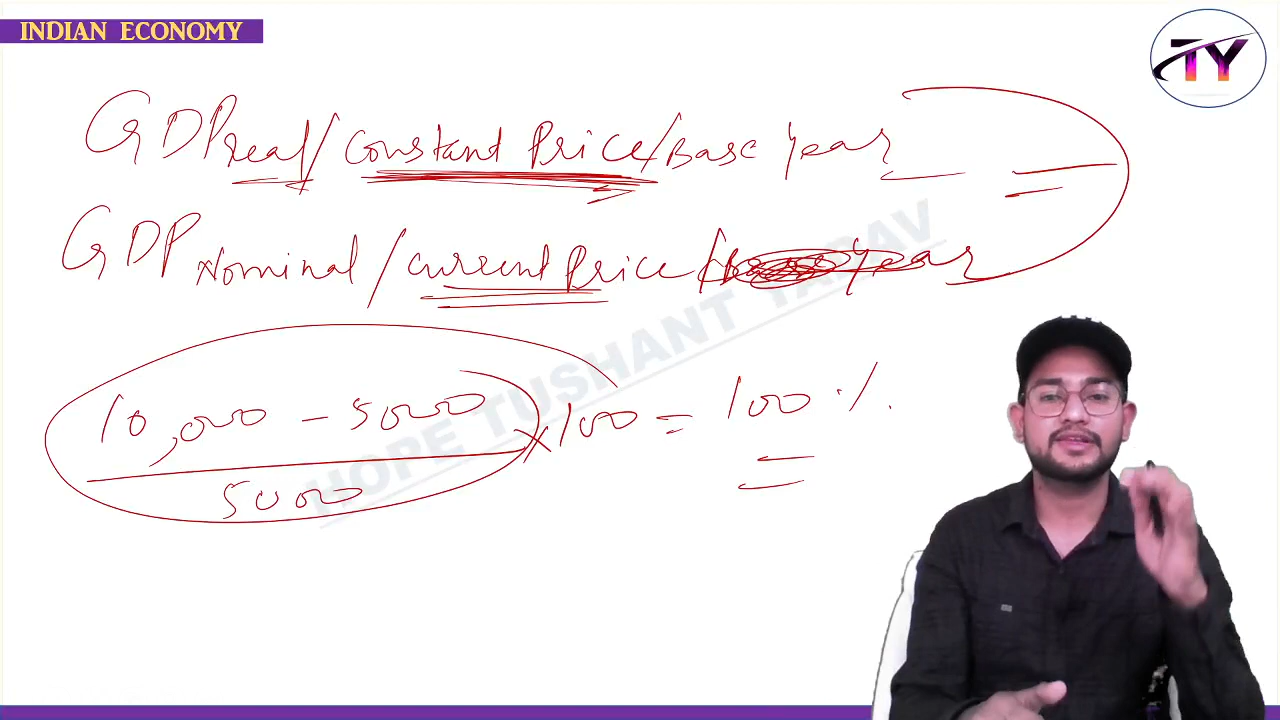 INDIAN ECONOMY
TY
GDP real / Constant Price / Base Year
GDP Nominal / Current Price / Year
HOPE TUSHANT YADAV
10,000 - 5000
5000
× 100 = 100 %